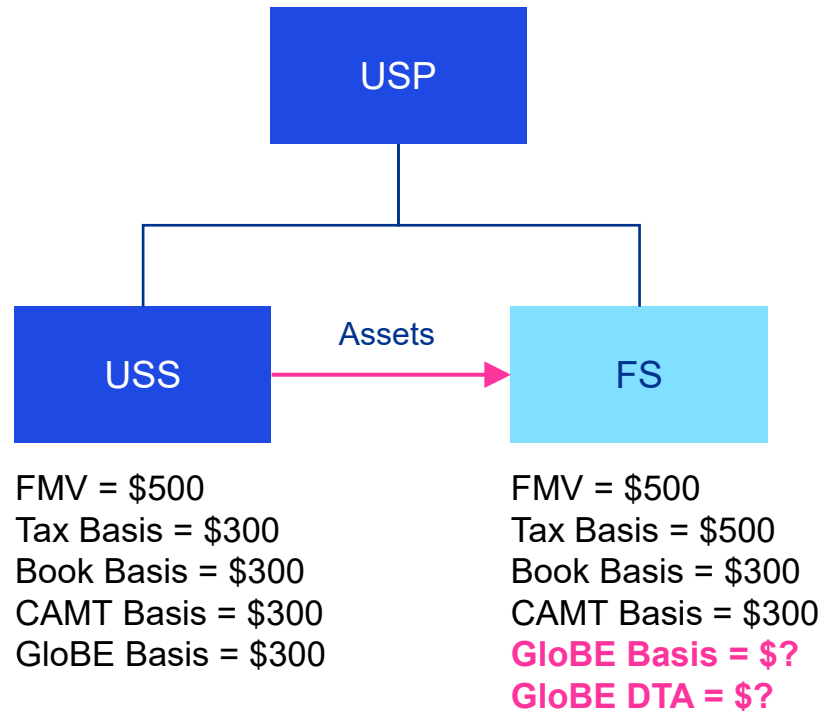 USP
Assets
USS
FS
FMV = $500
Tax Basis = $300
Book Basis = $300
CAMT Basis = $300
GloBE Basis = $300
FMV = $500
Tax Basis = $500
Book Basis = $300
CAMT Basis = $300
GloBE Basis = $?
GloBE DTA = $?